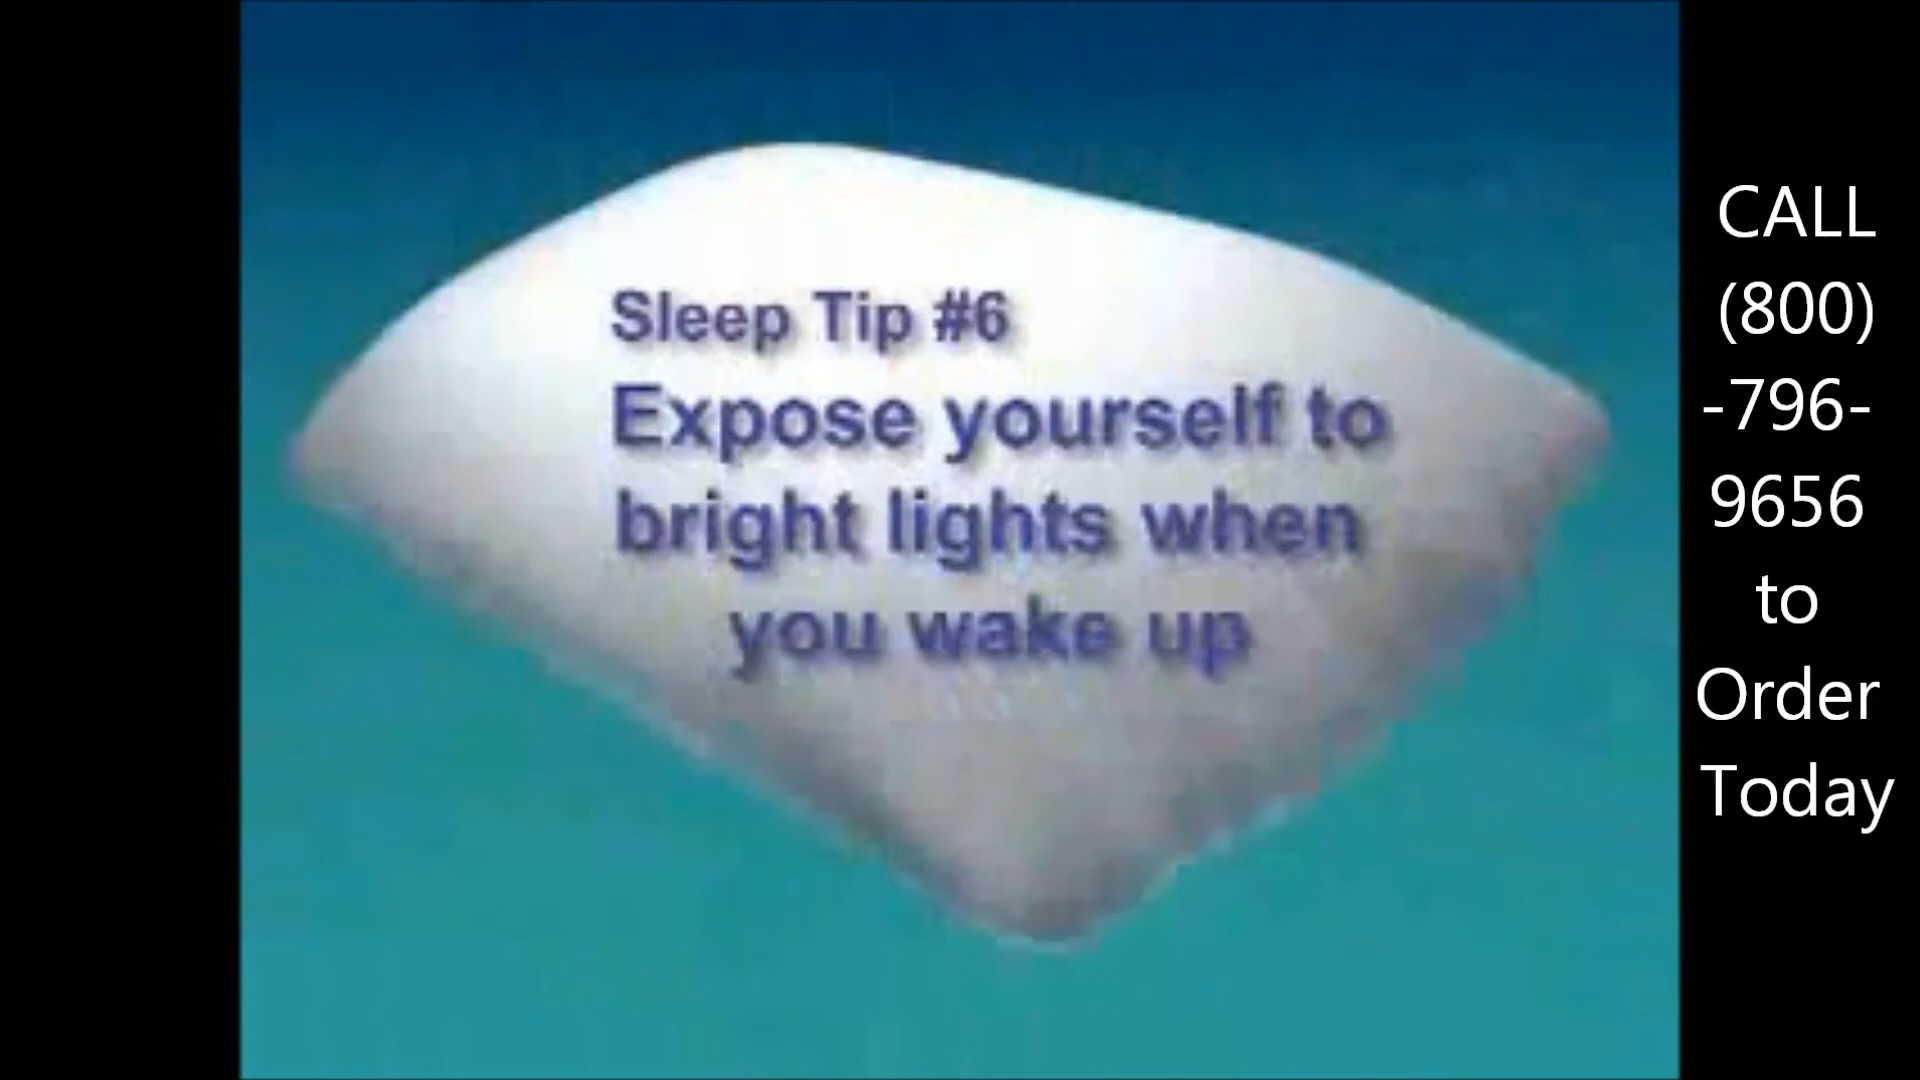 Sleep Tip #6
Expose yourself to
bright lights when
you wake up
CALL
(800)
-796-
9656
to
Order
Today